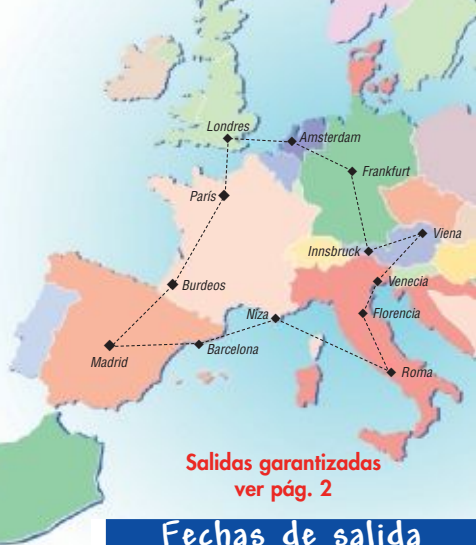 Londres
Amsterdam
Frankfurt
París
Viena
Innsbruck
Venecia
Burdeos
Niza
Florencia
Barcelona
Madrid
Roma
Salidas garantizadas
ver pág. 2
Fechas de salida